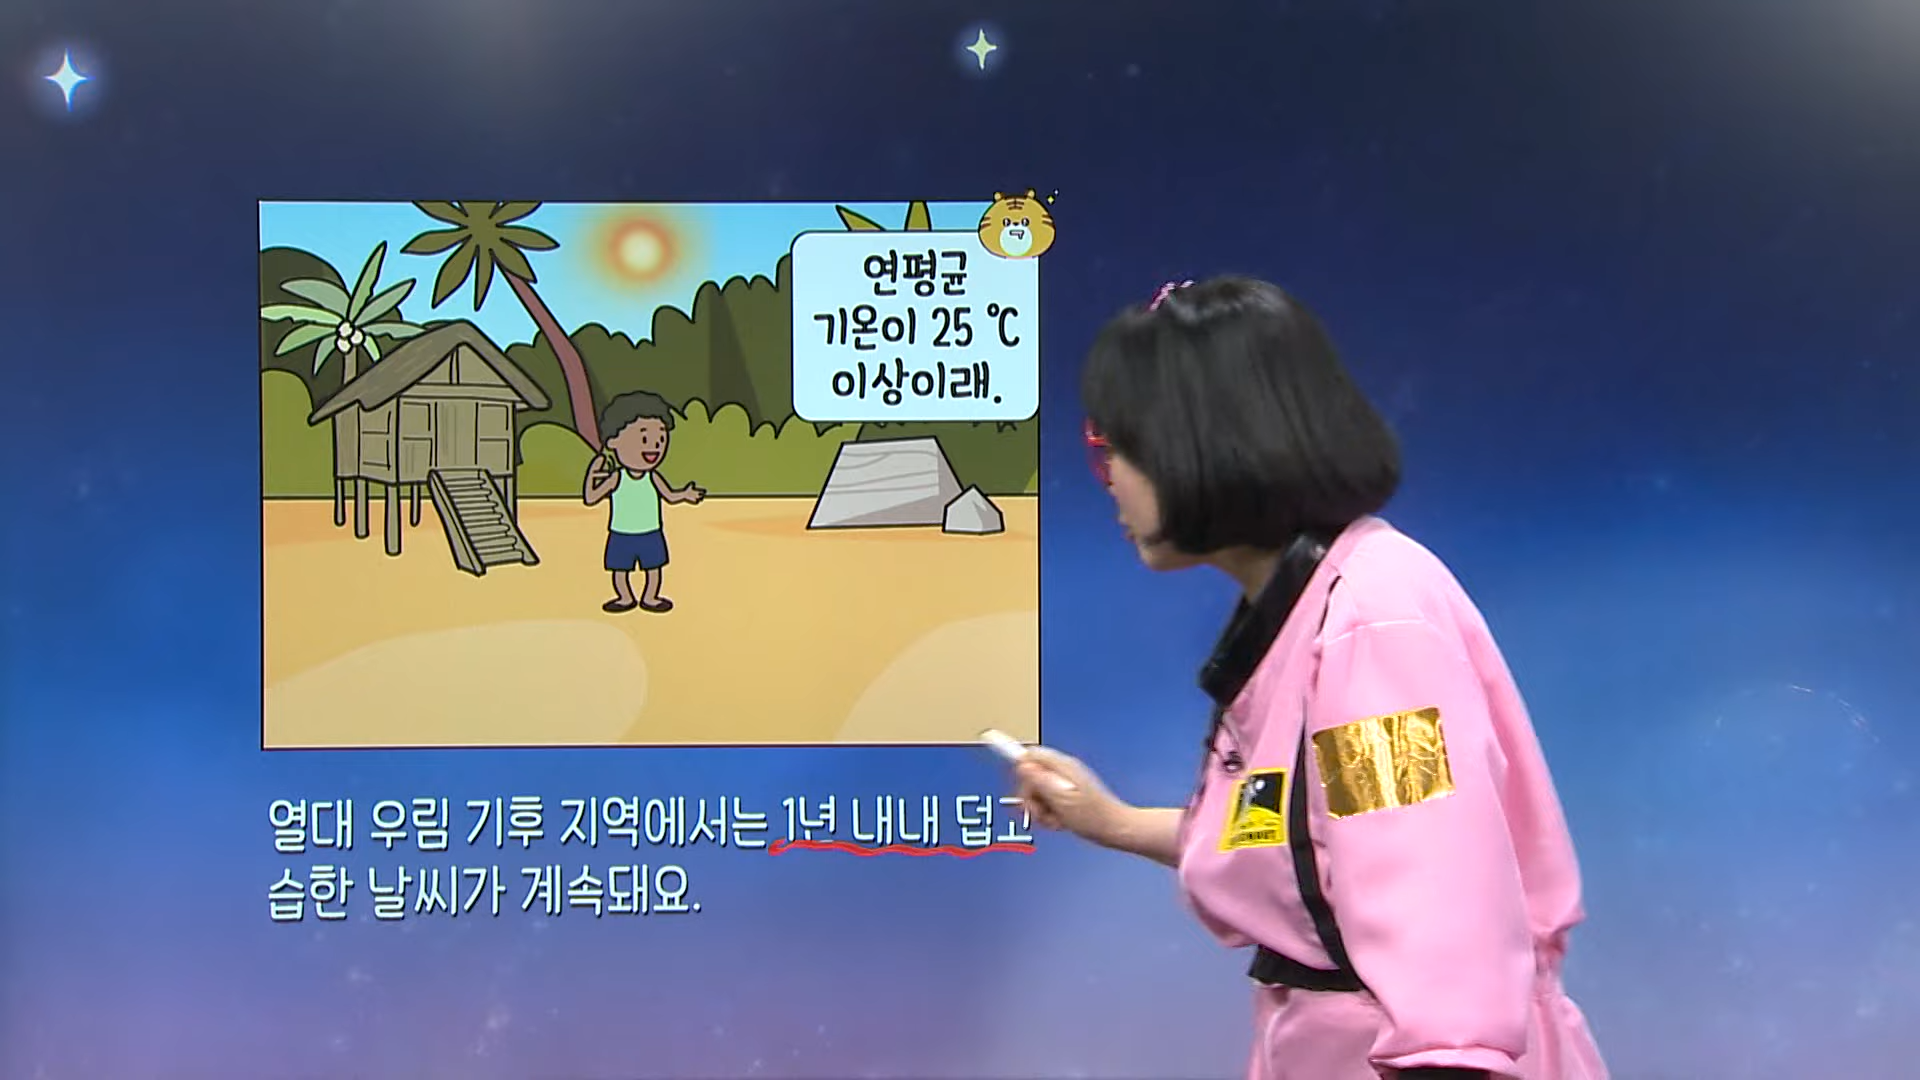 연평균
기온이 25 ℃
이상이래.
열대 우림 기후 지역에서는 1년 내내 덥고
습한 날씨가 계속돼요.